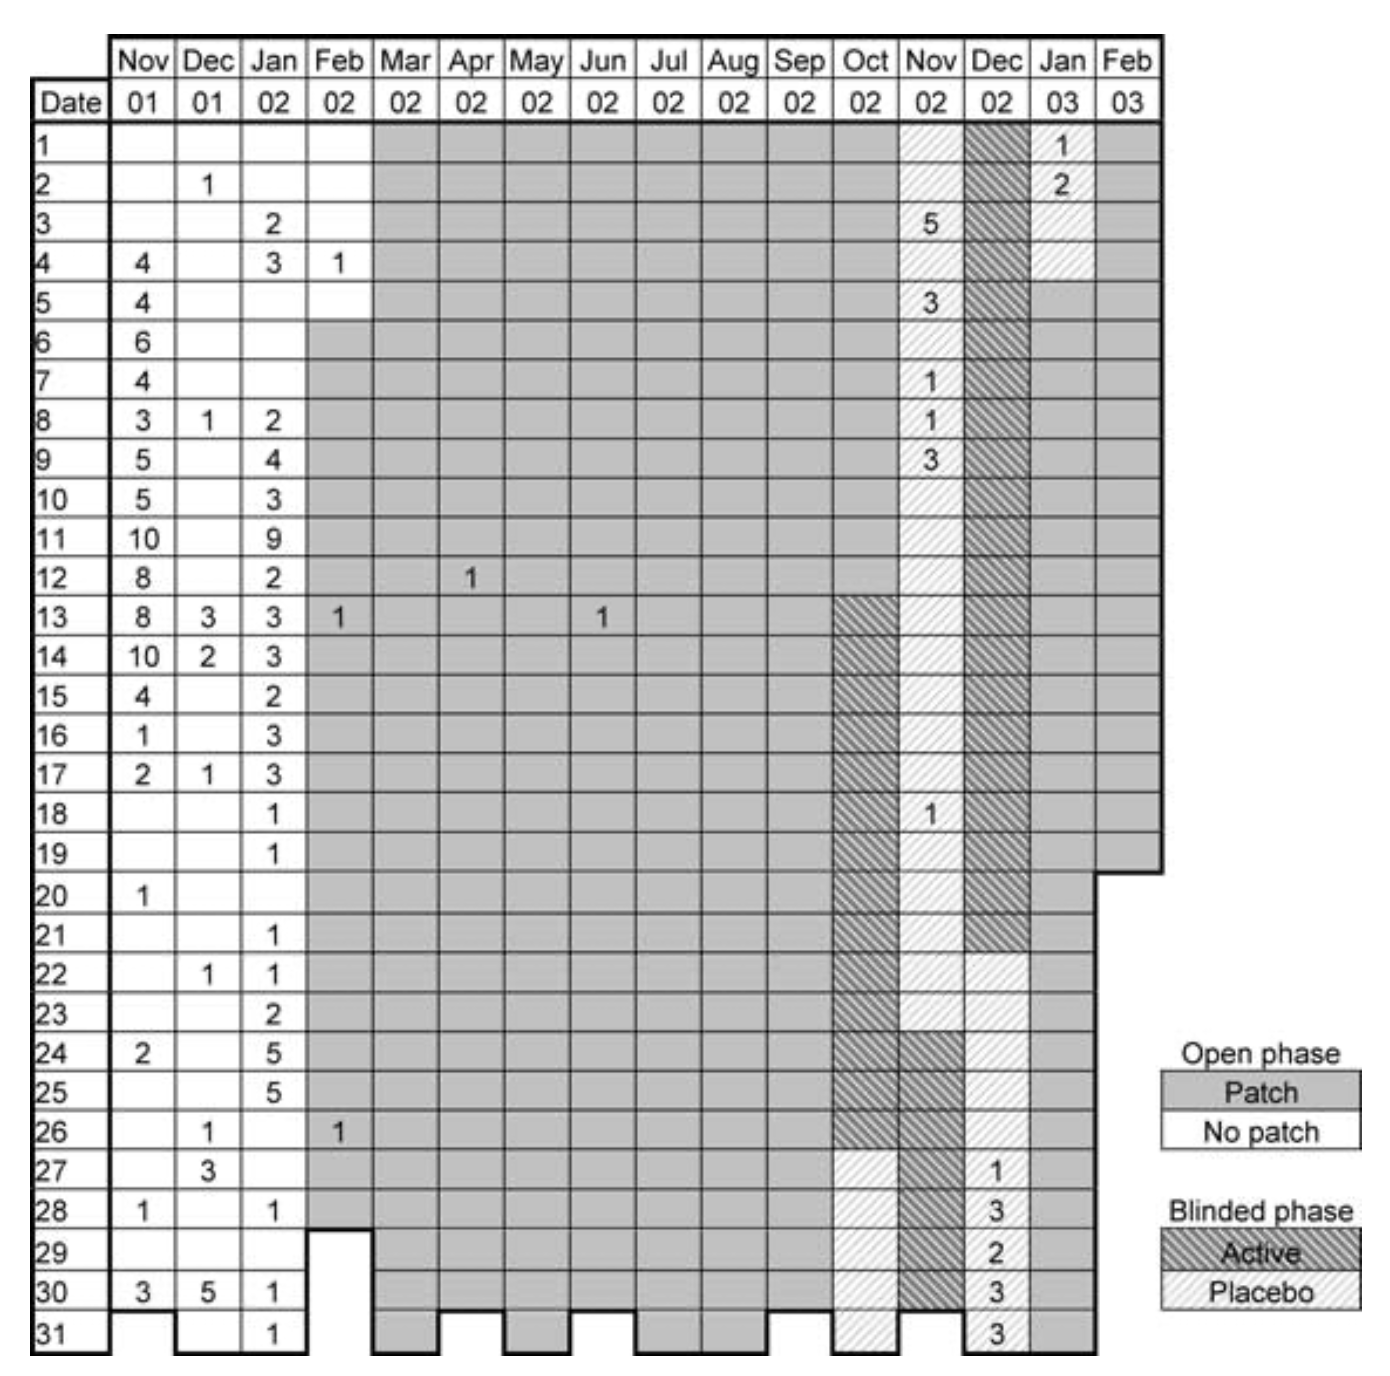 Nov Dec Jan Feb Mar Apr May Jun Jul Aug Sep Oct Nov Dec Jan Feb
Date 01 01 02 02 02 02 02 02 02 02 02 02 02 02 03 03
1 1
2 1 2
3 2 5
4 4 3 1
5 4 3
6 6
7 4 1
8 3 1 2 1
9 5 4 3
10 5 3
11 10 9
12 8 2 1
13 8 3 3 1 1
14 10 2 3
15 4 2
16 1 3
17 2 1 3
18 1 1
19 1
20 1
21 1
22 1 1
23 2
24 2 5
25 5
26 1 1
27 3 1
28 1 1 3
29 2
30 3 5 1 3
31 1 3
Open phase
Patch
No patch
Blinded phase
Active
Placebo